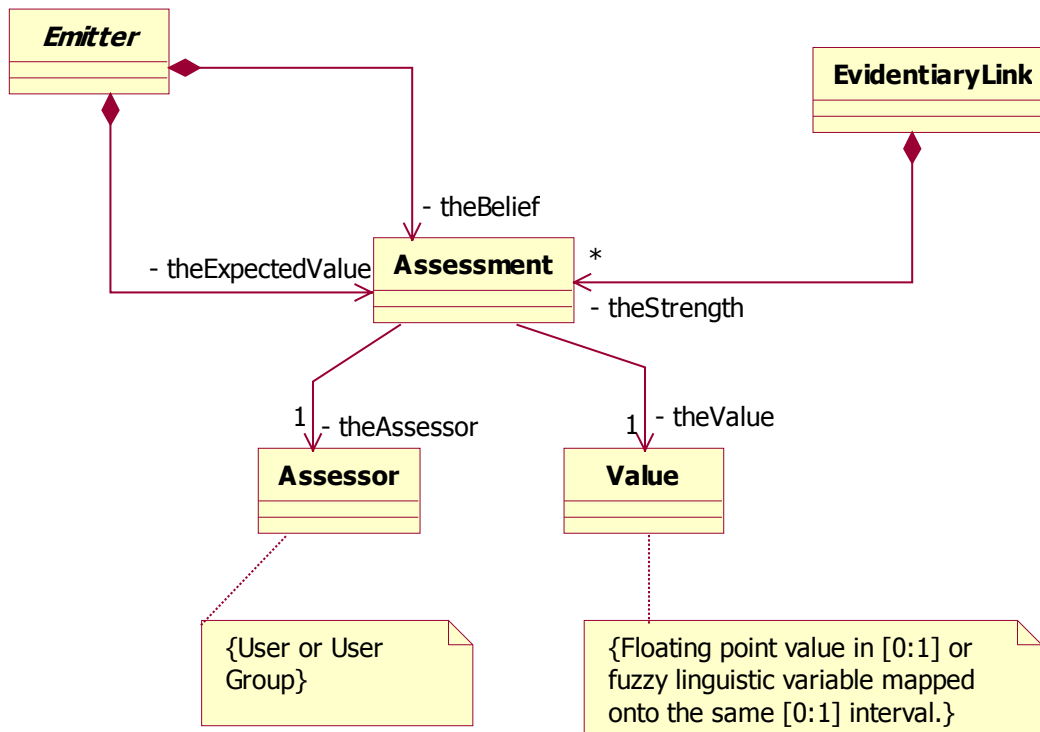 Emitter
EvidentiaryLink
- theBelief
- theExpectedValue
Assessment
*
- theStrength
1
- theAssessor
1
- theValue
Assessor
Value
{User or User
Group}
{Floating point value in [0:1] or
fuzzy linguistic variable mapped
onto the same [0:1] interval.}